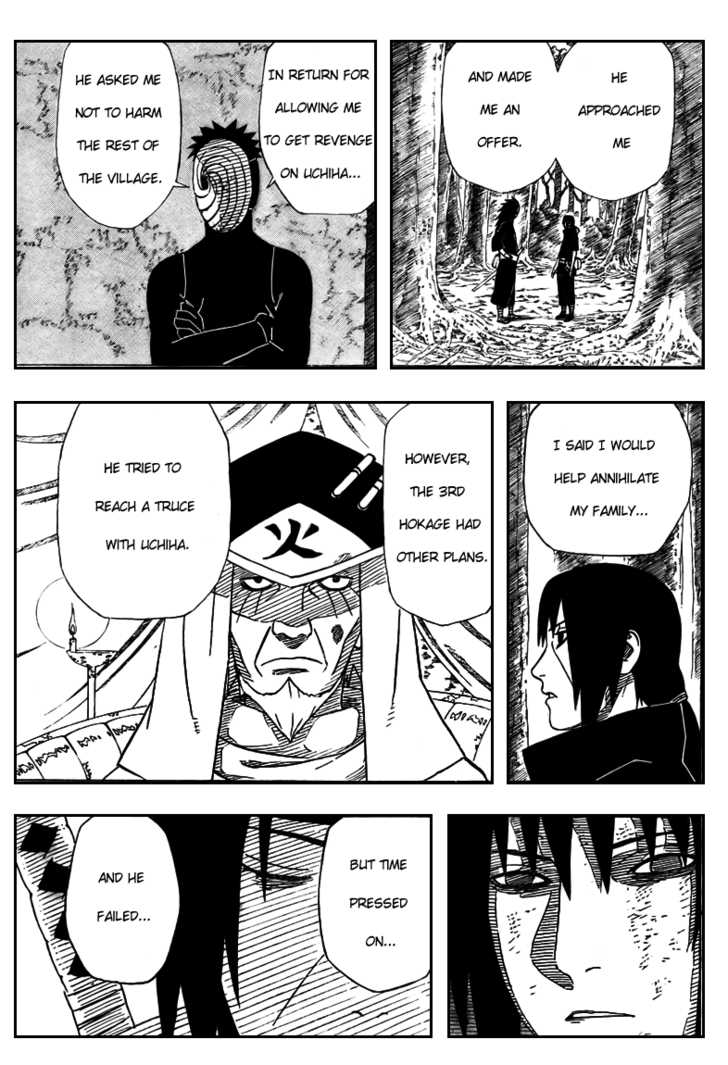 HE
APPROACHED
ME
AND MADE
ME AN
OFFER.
IN RETURN FOR
ALLOWING ME
TO GET REVENGE
ON UCHIHA...
HE ASKED ME
NOT TO HARM
THE REST OF
THE VILLAGE.
I SAID I WOULD
HELP ANNIHILATE
MY FAMILY...
HOWEVER,
THE 3RD
HOKAGE HAD
OTHER PLANS.
HE TRIED TO
REACH A TRUCE
WITH UCHIHA.
火
BUT TIME
PRESSED
ON...
AND HE
FAILED...